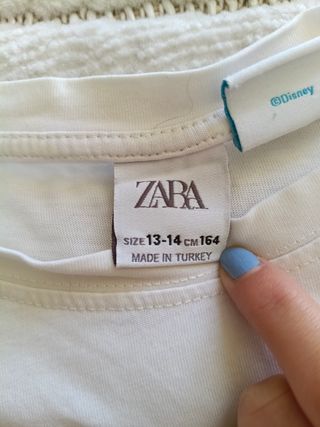 ©Disney
ZARA
SIZE 13-14 CM 164
MADE IN TURKEY